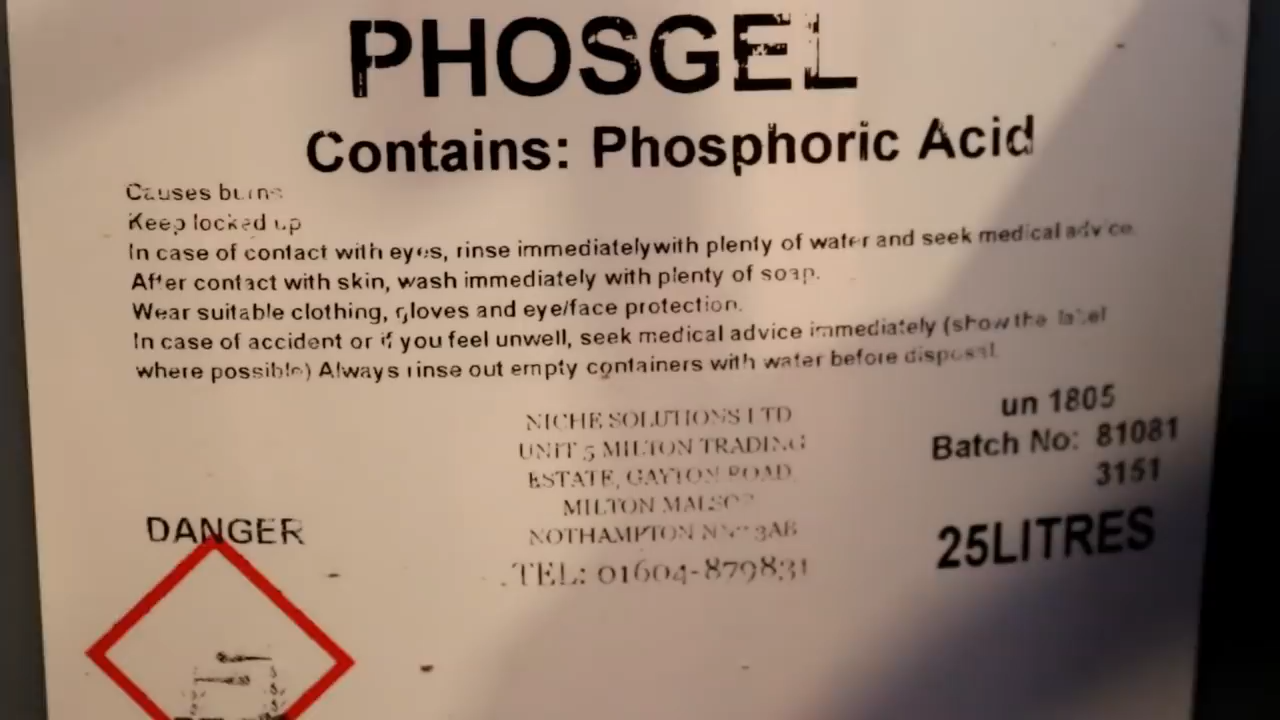 PHOSGEL
Contains: Phosphoric Acid
Causes burns
Keep locked up
In case of contact with eyes, rinse immediately with plenty of water and seek medical advice.
After contact with skin, wash immediately with plenty of soap.
Wear suitable clothing, gloves and eye/face protection.
In case of accident or if you feel unwell, seek medical advice immediately (show the label
where possible) Always rinse out empty containers with water before disposal.
NICHE SOLUTIONS LTD
UNIT 5 MILTON TRADING
ESTATE, GAYTON ROAD
MILTON
NOTHAMPTON 3AB
TEL: 01604-879831
un 1805
Batch No: 81081
3151
25LITRES
DANGER